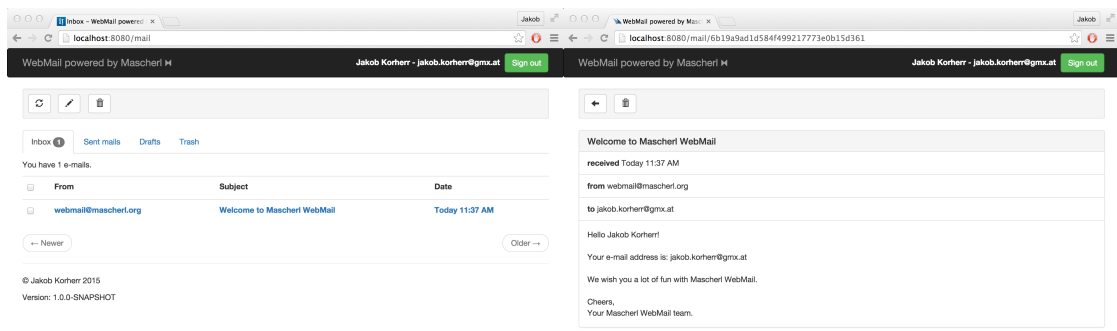 Inbox – WebMail powered
Jakob
localhost:8080/mail
WebMail powered by Mascherl
Jakob Korherr - jakob.korherr@gmx.at
Sign out
Inbox 1
Sent mails
Drafts
Trash
You have 1 e-mails.
From Subject Date
webmail@mascherl.org Welcome to Mascherl WebMail Today 11:37 AM
← Newer
Older →
© Jakob Korherr 2015
Version: 1.0.0-SNAPSHOT
WebMail powered by Masc
Jakob
localhost:8080/mail/6b19a9ad1d584f499217773e0b15d361
WebMail powered by Mascherl
Jakob Korherr - jakob.korherr@gmx.at
Sign out
Welcome to Mascherl WebMail
received Today 11:37 AM
from webmail@mascherl.org
to jakob.korherr@gmx.at
Hello Jakob Korherr!
Your e-mail address is: jakob.korherr@gmx.at
We wish you a lot of fun with Mascherl WebMail.
Cheers,
Your Mascherl WebMail team.